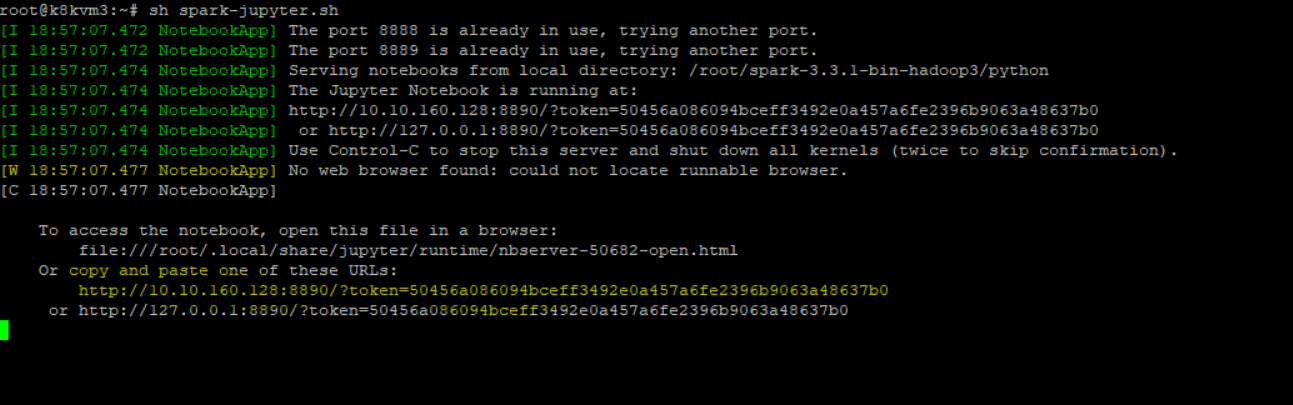 root@k8kvm3:~# sh spark-jupyter.sh
[I 18:57:07.472 NotebookApp] The port 8888 is already in use, trying another port.
[I 18:57:07.472 NotebookApp] The port 8889 is already in use, trying another port.
[I 18:57:07.474 NotebookApp] Serving notebooks from local directory: /root/spark-3.3.1-bin-hadoop3/python
[I 18:57:07.474 NotebookApp] The Jupyter Notebook is running at:
[I 18:57:07.474 NotebookApp] http://10.10.160.128:8890/?token=50456a086094bceff3492e0a457a6fe2396b9063a48637b0
[I 18:57:07.474 NotebookApp]  or http://127.0.0.1:8890/?token=50456a086094bceff3492e0a457a6fe2396b9063a48637b0
[I 18:57:07.474 NotebookApp] Use Control-C to stop this server and shut down all kernels (twice to skip confirmation).
[W 18:57:07.477 NotebookApp] No web browser found: could not locate runnable browser.
[C 18:57:07.477 NotebookApp]
To access the notebook, open this file in a browser:
file:///root/.local/share/jupyter/runtime/nbserver-50682-open.html
Or copy and paste one of these URLs:
http://10.10.160.128:8890/?token=50456a086094bceff3492e0a457a6fe2396b9063a48637b0
or http://127.0.0.1:8890/?token=50456a086094bceff3492e0a457a6fe2396b9063a48637b0